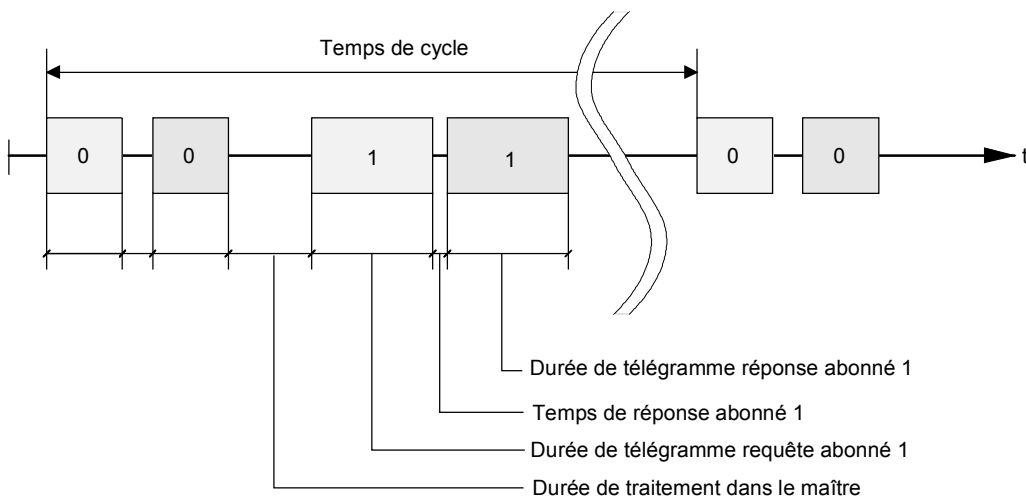 Temps de cycle
0 0 1 1 0 0 t
Durée de télégramme réponse abonné 1
Temps de réponse abonné 1
Durée de télégramme requête abonné 1
Durée de traitement dans le maître